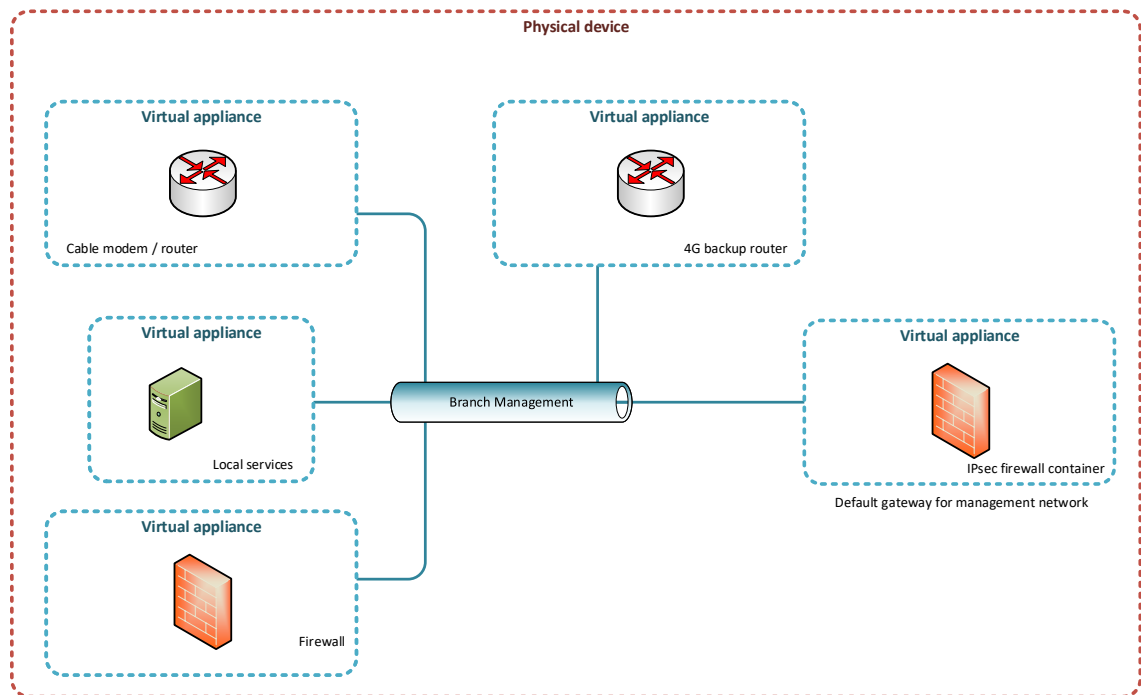 Physical device
Virtual appliance
Cable modem / router
Virtual appliance
4G backup router
Virtual appliance
Local services
Branch Management
Virtual appliance
IPsec firewall container
Default gateway for management network
Virtual appliance
Firewall